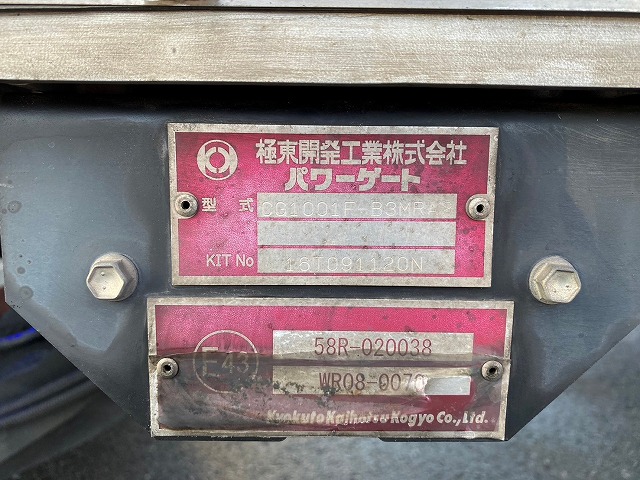 極東開発工業株式会社
パワーゲート
型式
KIT No 18T091120N
58R-020038
E43
Kyokuto Kaihatsu Kogyo Co.,Ltd.